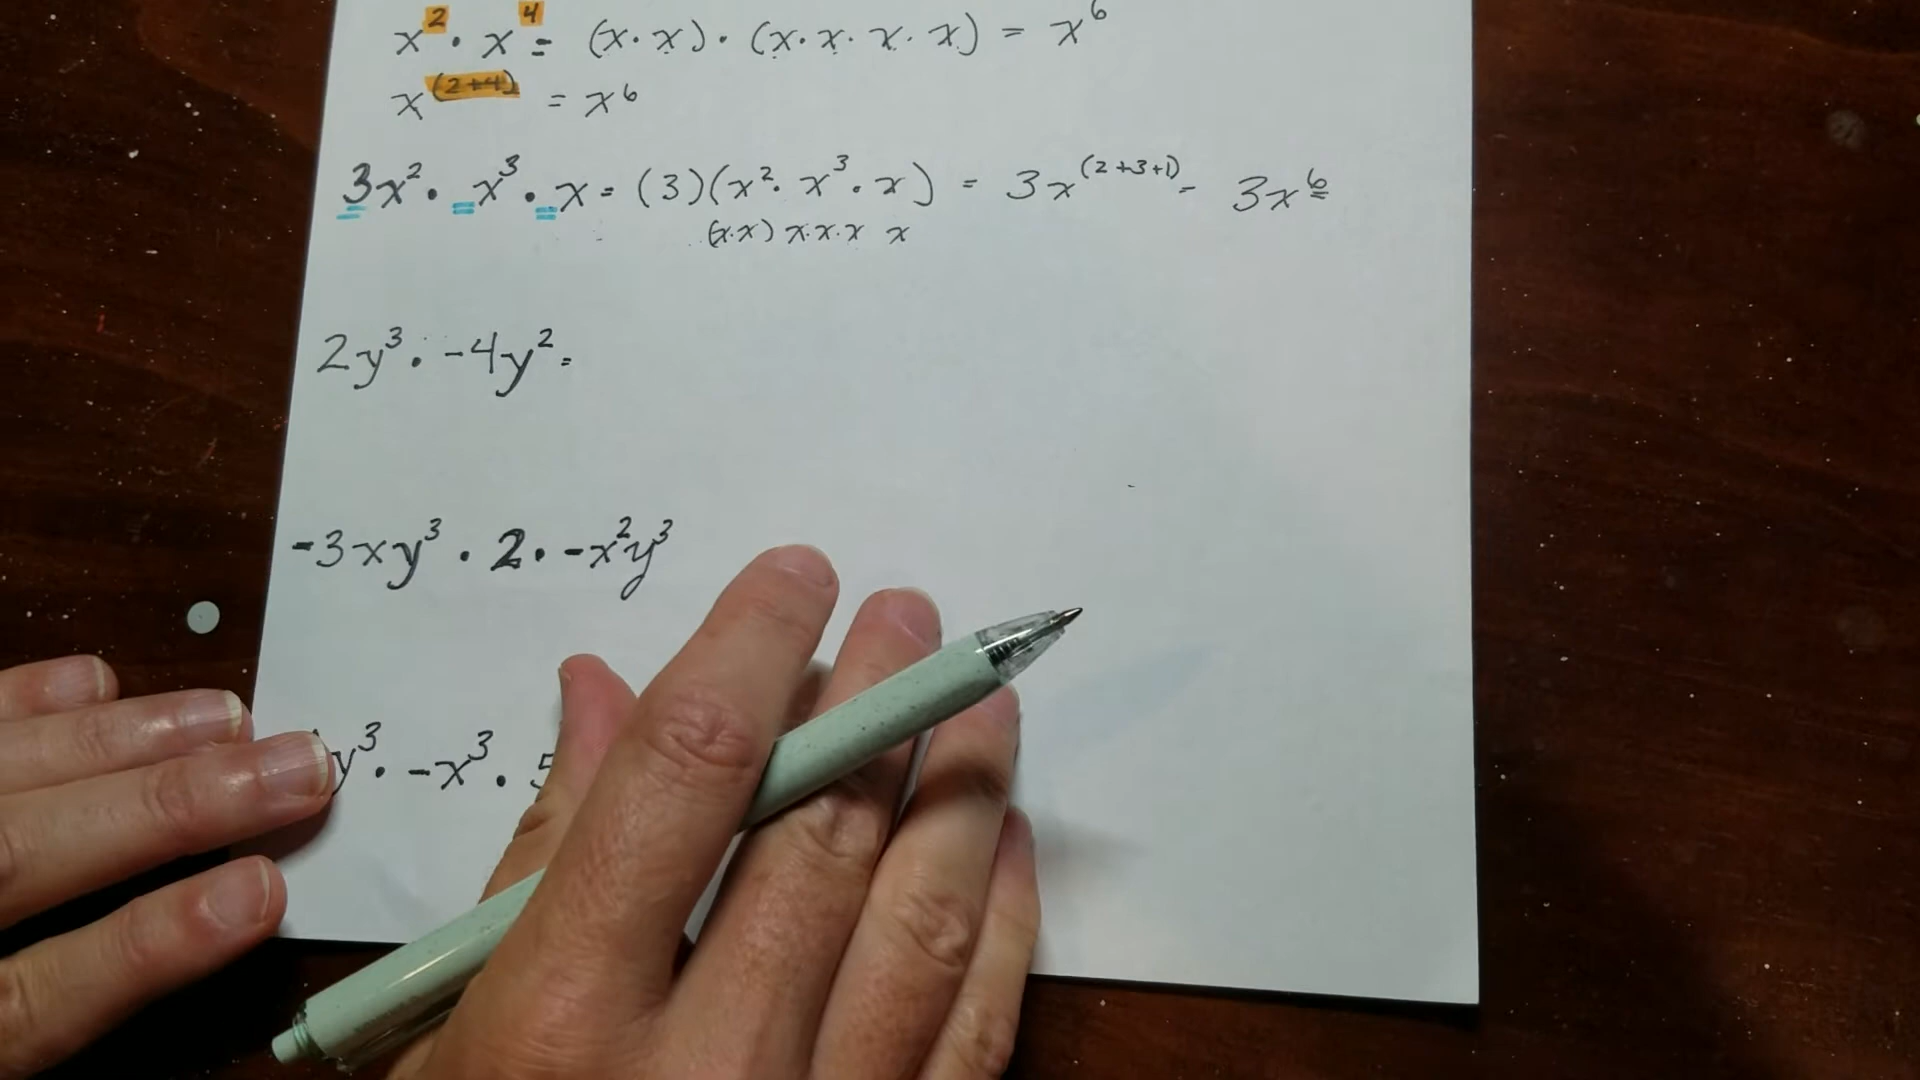 x² · x⁴ = (x·x) · (x·x·x·x) = x⁶
x⁽²⁺⁴⁾ = x⁶
3x² · x³ · x = (3)(x² · x³ · x) = 3x⁽²⁺³⁺¹⁾ = 3x⁶
(x·x) x·x·x x
2y³ · -4y² =
-3xy³ · 2 · -x²y³
y³ · -x³ · 5